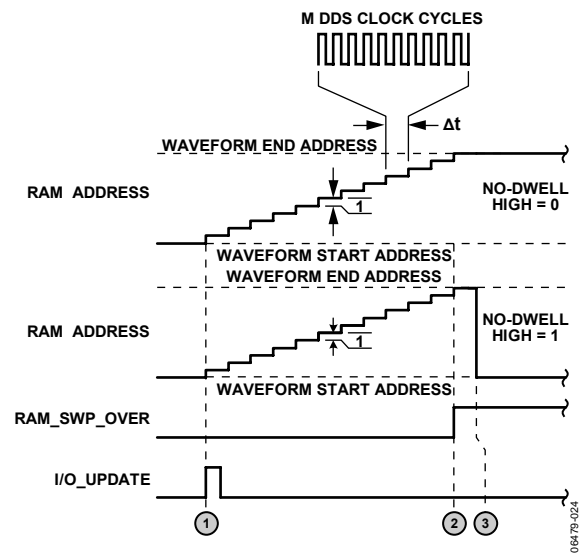 M DDS CLOCK CYCLES
Δt
WAVEFORM END ADDRESS
RAM ADDRESS
1
NO-DWELL
HIGH = 0
WAVEFORM START ADDRESS
WAVEFORM END ADDRESS
RAM ADDRESS
1
NO-DWELL
HIGH = 1
WAVEFORM START ADDRESS
RAM_SWP_OVER
I/O_UPDATE
1 2 3
06479-024